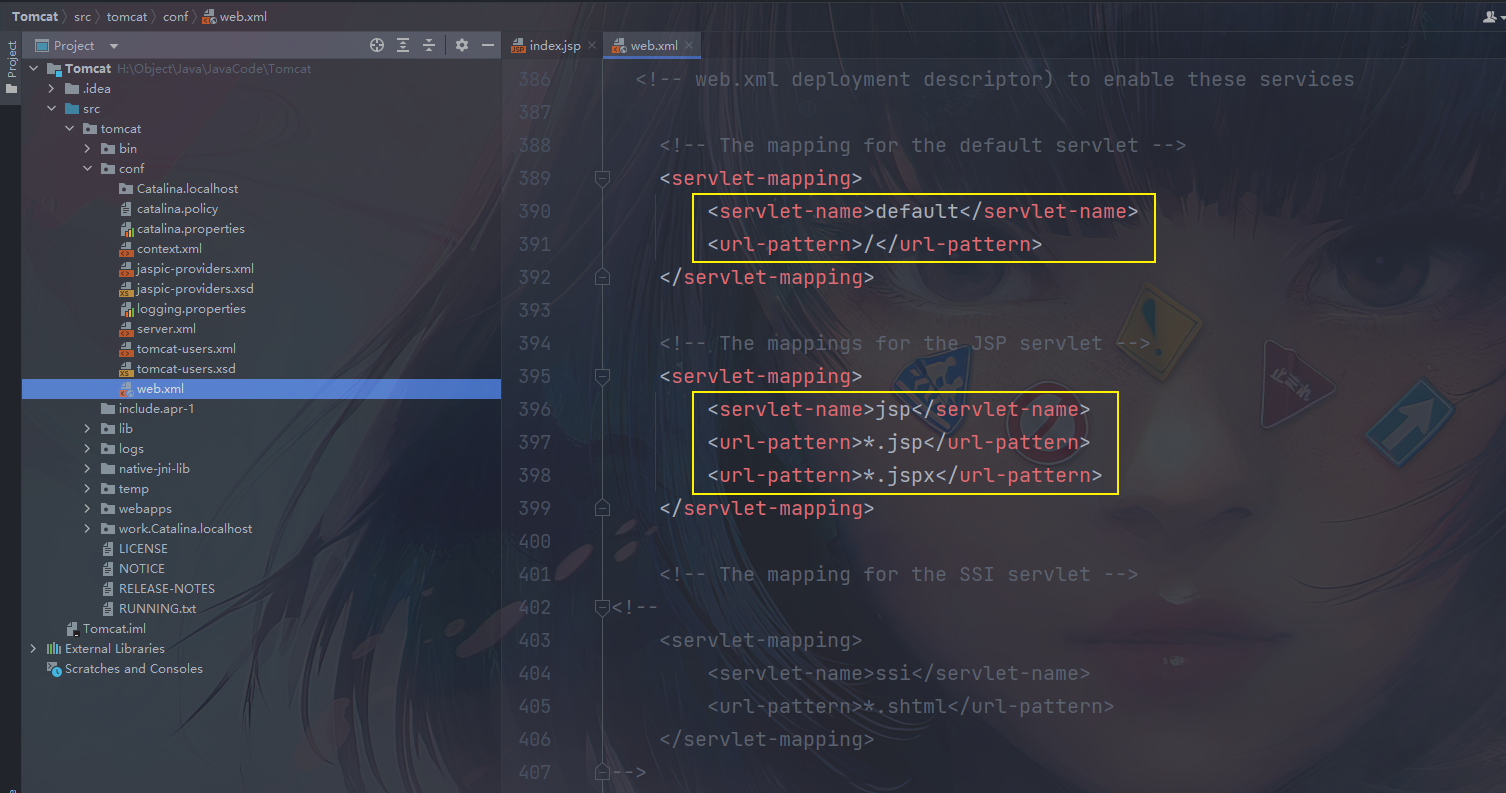 Tomcat src tomcat conf web.xml
Project
Project
index.jsp
web.xml
Tomcat H:\Object\Java\JavaCode\Tomcat
.idea
src
tomcat
bin
conf
Catalina.localhost
catalina.policy
catalina.properties
context.xml
jaspic-providers.xml
jaspic-providers.xsd
logging.properties
server.xml
tomcat-users.xml
tomcat-users.xsd
web.xml
include.apr-1
lib
logs
native-jni-lib
temp
webapps
work.Catalina.localhost
LICENSE
NOTICE
RELEASE-NOTES
RUNNING.txt
Tomcat.iml
External Libraries
Scratches and Consoles
386 <!-- web.xml deployment descriptor) to enable these services
387
388 <!-- The mapping for the default servlet -->
389 <servlet-mapping>
390 <servlet-name>default</servlet-name>
391 <url-pattern>/</url-pattern>
392 </servlet-mapping>
393
394 <!-- The mappings for the JSP servlet -->
395 <servlet-mapping>
396 <servlet-name>jsp</servlet-name>
397 <url-pattern>*.jsp</url-pattern>
398 <url-pattern>*.jspx</url-pattern>
399 </servlet-mapping>
400
401 <!-- The mapping for the SSI servlet -->
402 <!--
403 <servlet-mapping>
404 <servlet-name>ssi</servlet-name>
405 <url-pattern>*.shtml</url-pattern>
406 </servlet-mapping>
407 -->
止まれ